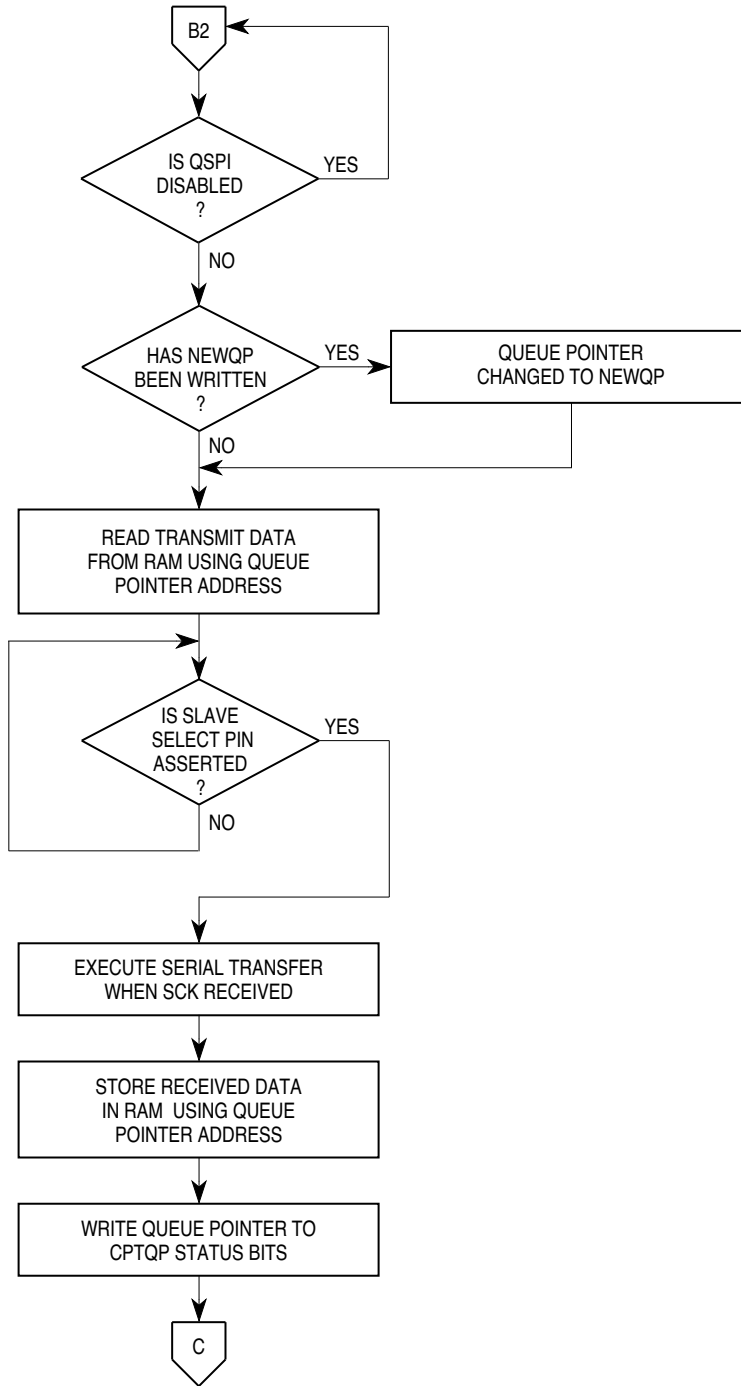 B2
IS QSPI
DISABLED
?
YES
NO
HAS NEWQP
BEEN WRITTEN
?
YES
QUEUE POINTER
CHANGED TO NEWQP
NO
READ TRANSMIT DATA
FROM RAM USING QUEUE
POINTER ADDRESS
IS SLAVE
SELECT PIN
ASSERTED
?
YES
NO
EXECUTE SERIAL TRANSFER
WHEN SCK RECEIVED
STORE RECEIVED DATA
IN RAM USING QUEUE
POINTER ADDRESS
WRITE QUEUE POINTER TO
CPTQP STATUS BITS
C